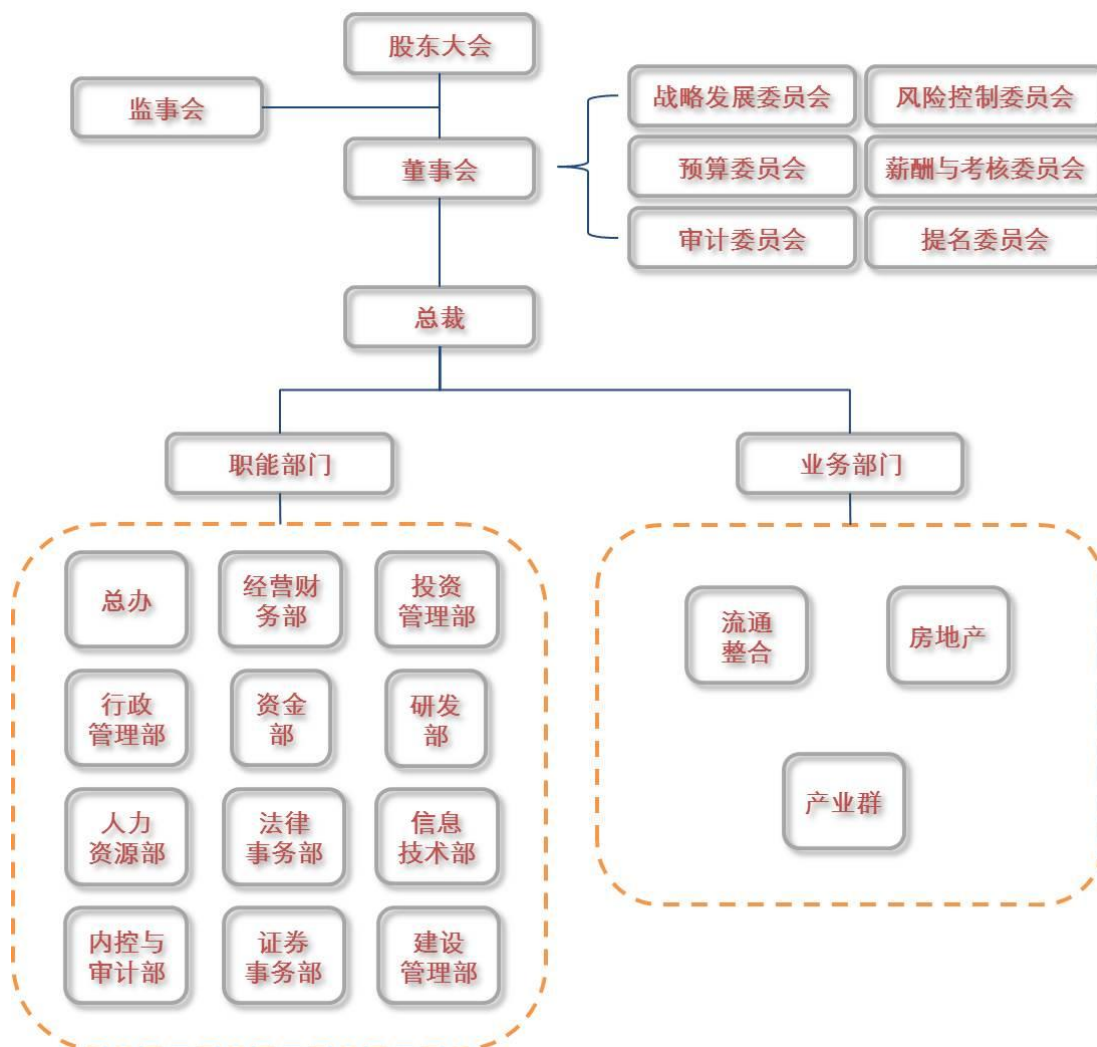 股东大会
监事会
董事会
战略发展委员会
风险控制委员会
预算委员会
薪酬与考核委员会
审计委员会
提名委员会
总裁
职能部门
业务部门
总办
经营财
务部
投资
管理部
行政
管理部
资金
部
研发
部
人力
资源部
法律
事务部
信息
技术部
内控与
审计部
证券
事务部
建设
管理部
流通
整合
房地产
产业群